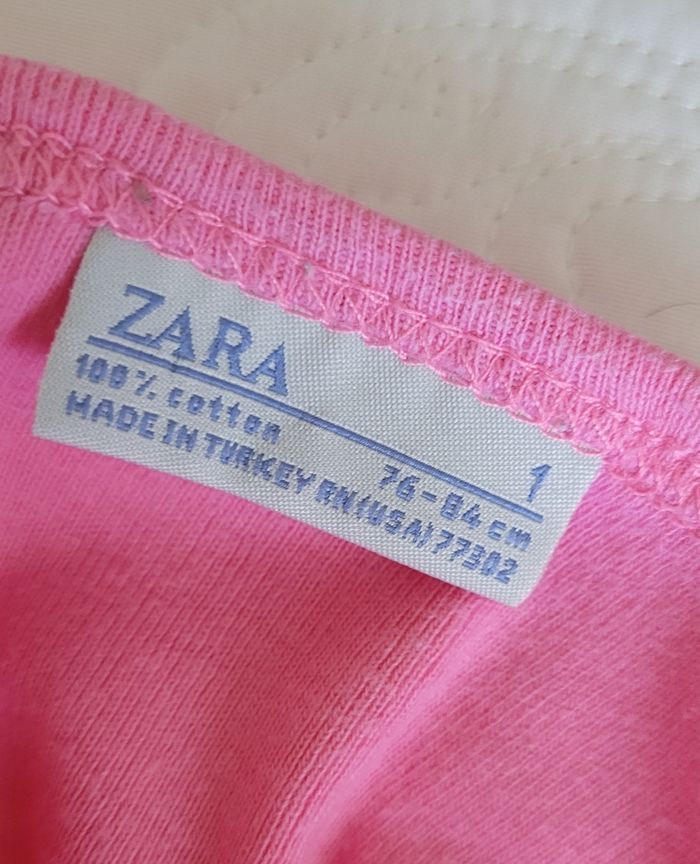 ZARA
1
100% cotton 76-84 cm
MADE IN TURKEY RN(USA)77302